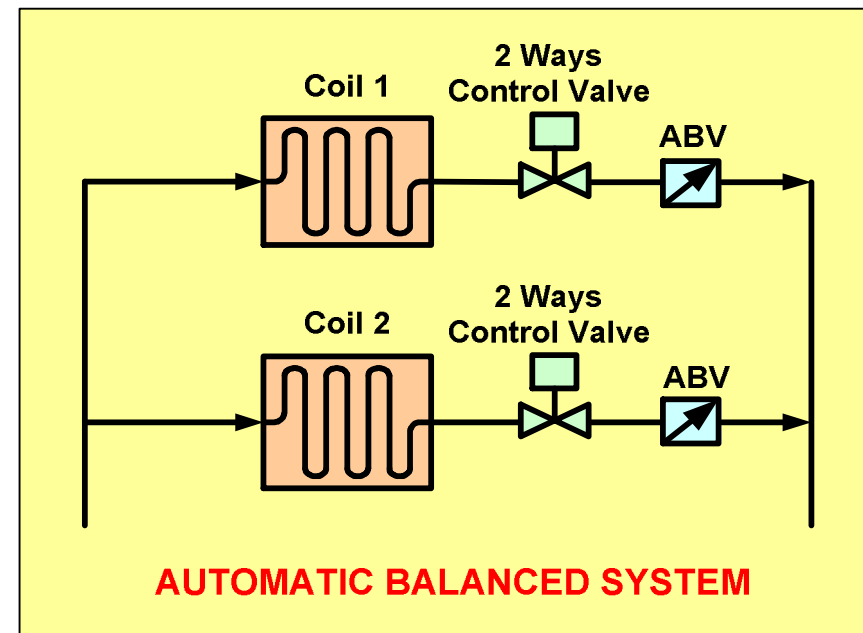 Coil 1
2 Ways
Control Valve
ABV
Coil 2
2 Ways
Control Valve
ABV
AUTOMATIC BALANCED SYSTEM